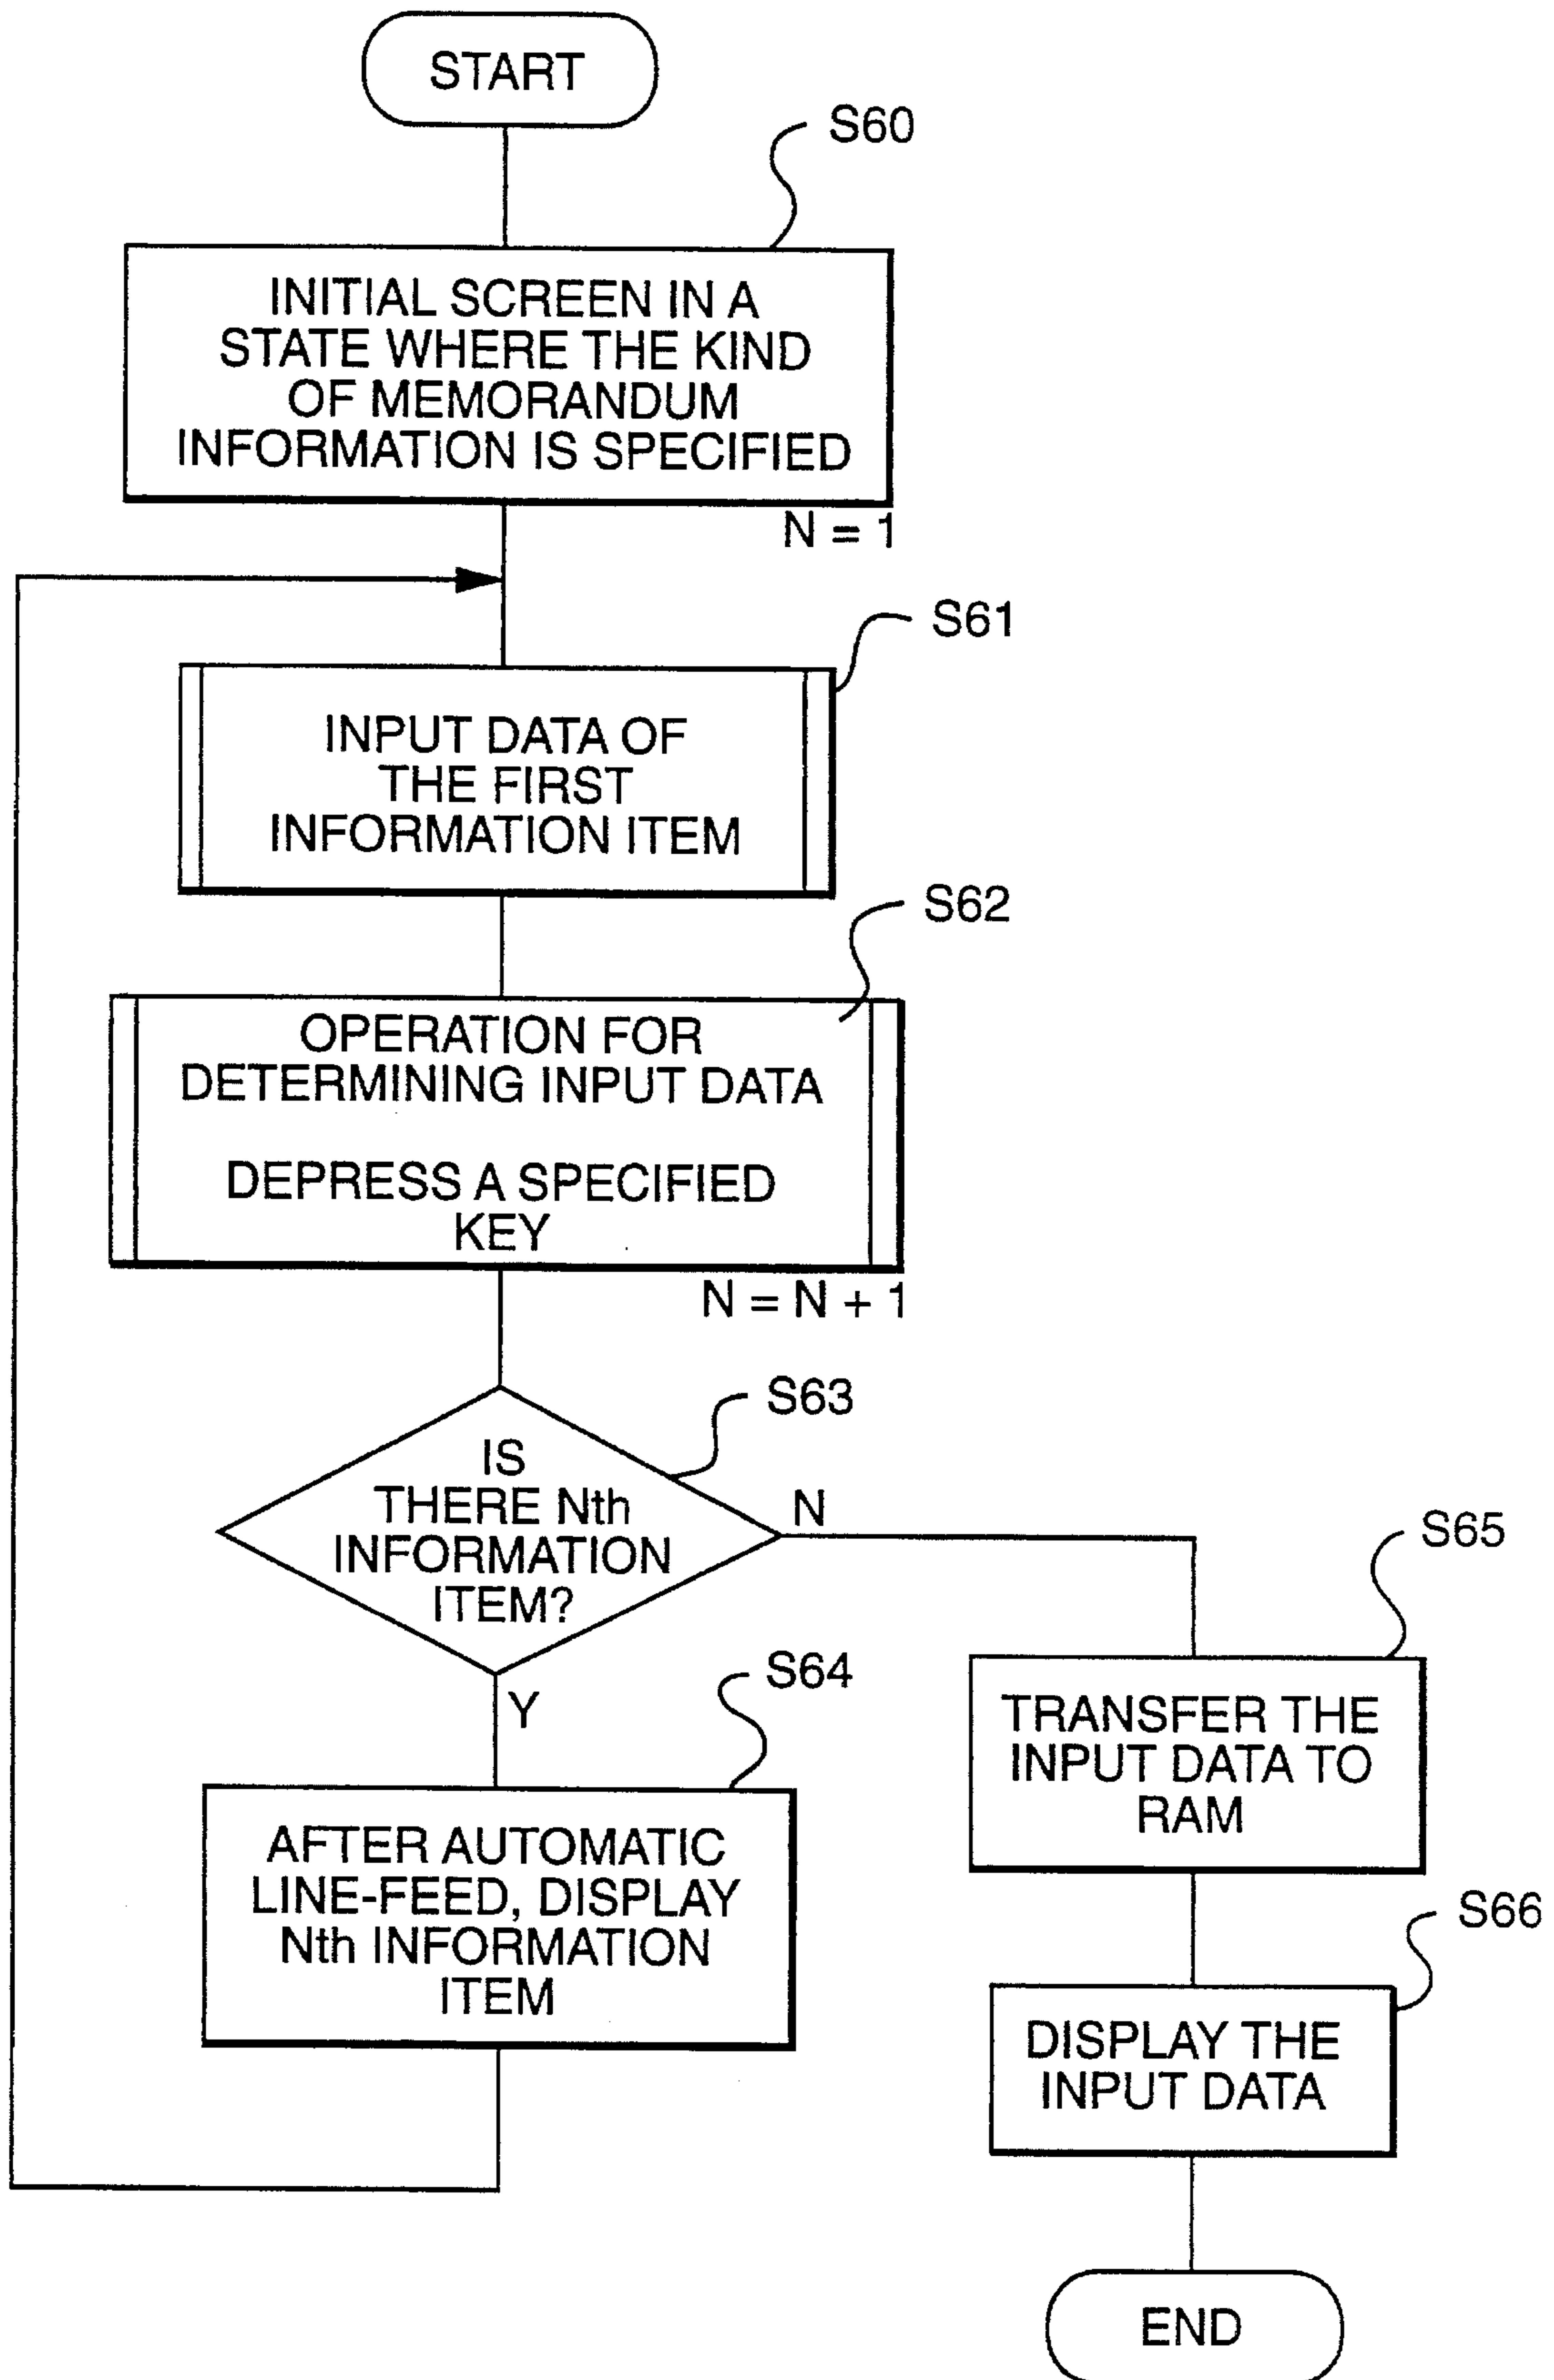 START
S60
INITIAL SCREEN IN A
STATE WHERE THE KIND
OF MEMORANDUM
INFORMATION IS SPECIFIED
N = 1
S61
INPUT DATA OF
THE FIRST
INFORMATION ITEM
S62
OPERATION FOR
DETERMINING INPUT DATA
DEPRESS A SPECIFIED
KEY
N = N + 1
S63
IS
THERE Nth
INFORMATION
ITEM?
N
Y
S64
AFTER AUTOMATIC
LINE-FEED, DISPLAY
Nth INFORMATION
ITEM
S65
TRANSFER THE
INPUT DATA TO
RAM
S66
DISPLAY THE
INPUT DATA
END